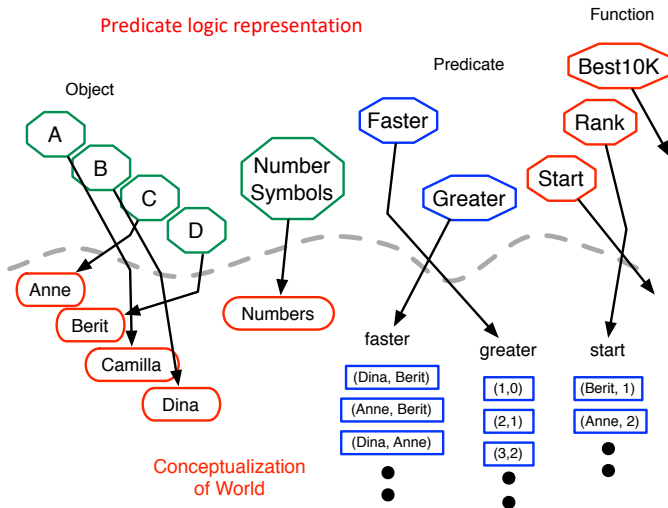 Predicate logic representation
Function
Predicate
Object
Best10K
Faster
Rank
A
B
C
D
Number
Symbols
Greater
Start
Anne
Berit
Camilla
Dina
Numbers
faster
greater
start
(Dina, Berit)
(Anne, Berit)
(Dina, Anne)
(1,0)
(2,1)
(3,2)
(Berit, 1)
(Anne, 2)
Conceptualization
of World